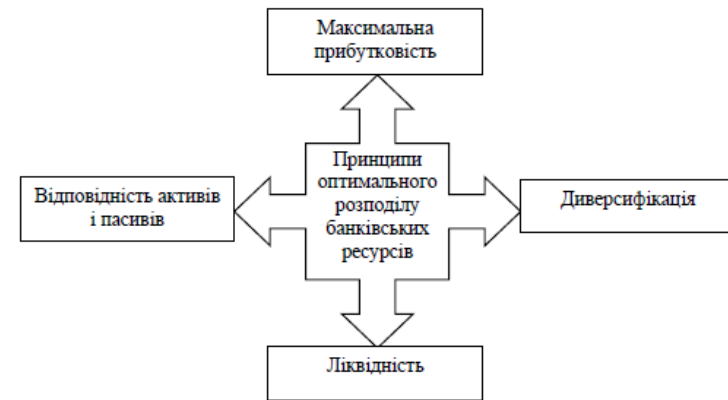 Максимальна
прибутковість
Відповідність активів
і пасивів
Принципи
оптимального
розподілу
банківських
ресурсів
Диверсифікація
Ліквідність